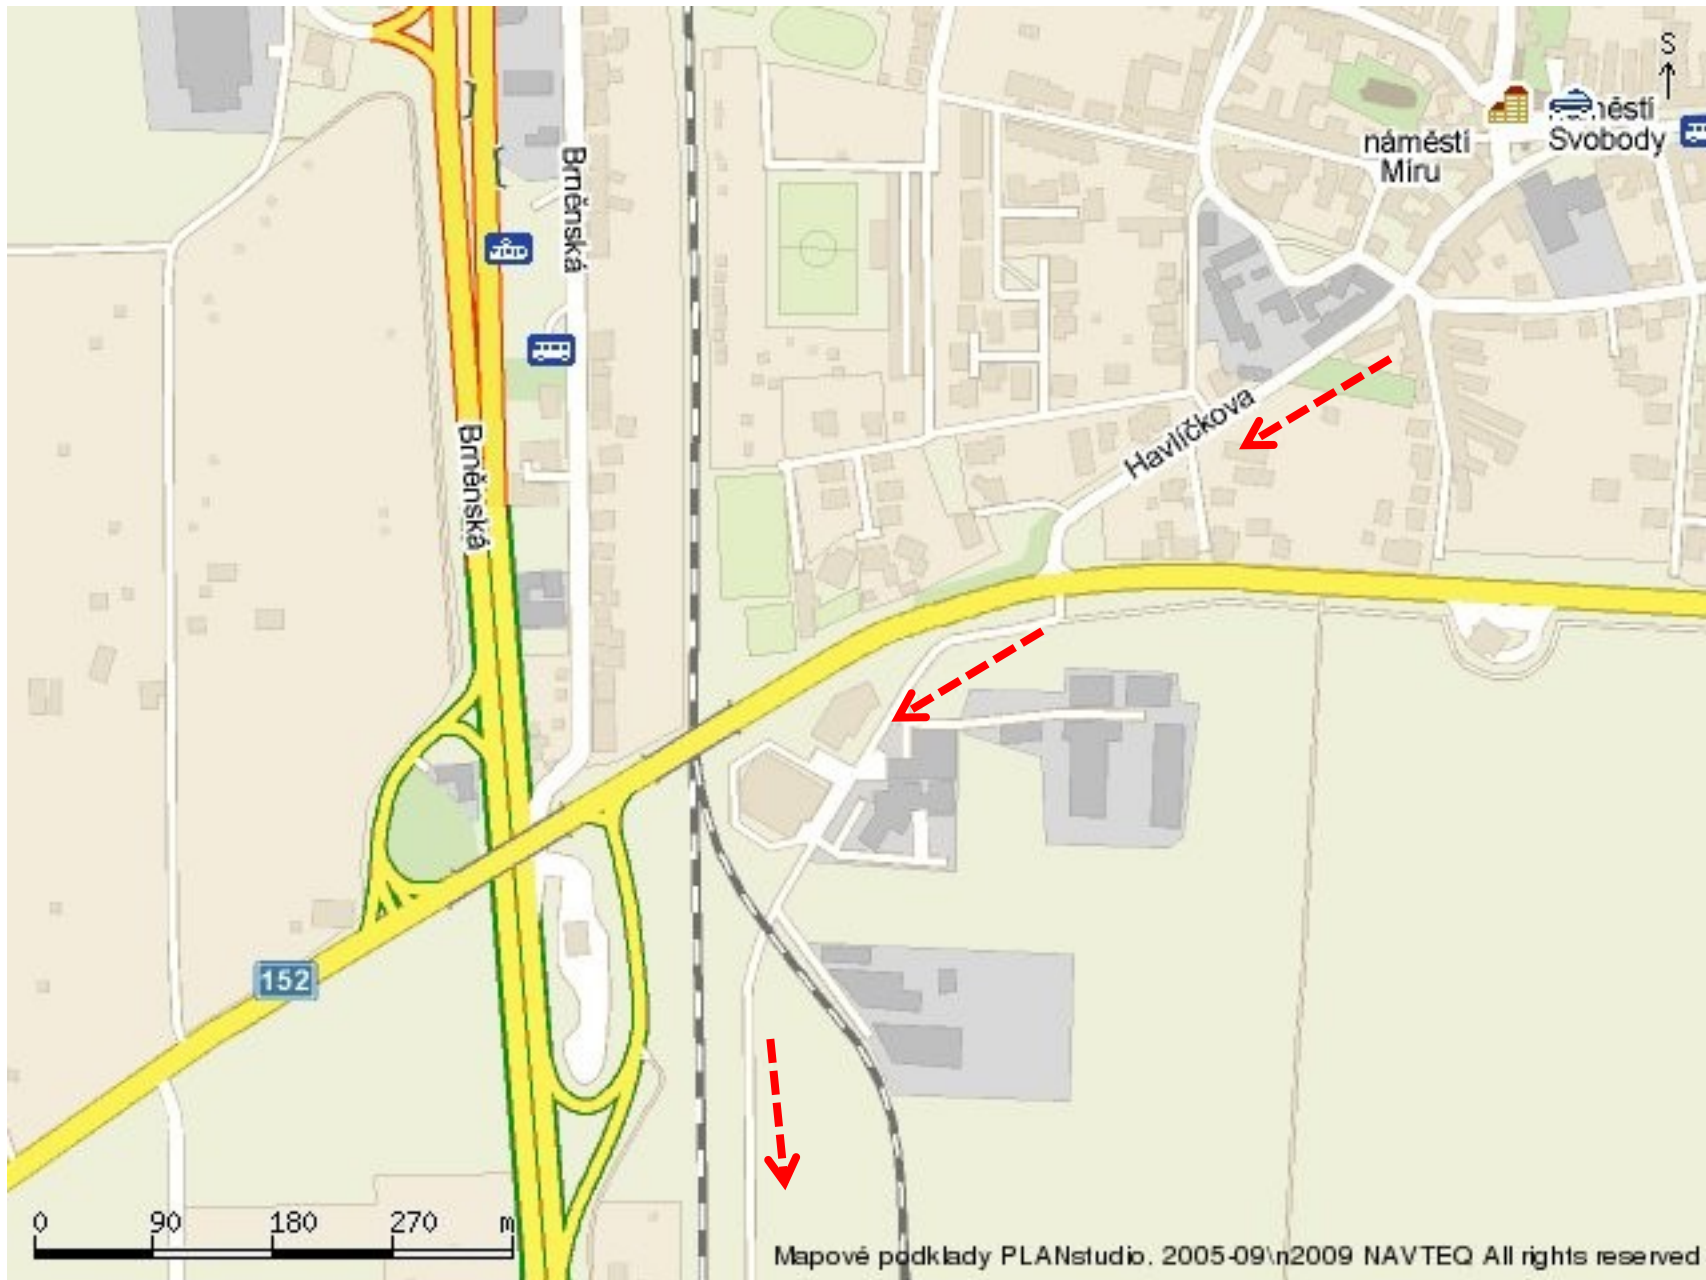 S
náměstí
Míru
Svobody
Brněnská
Brněnská
Havlíčkova
152
0 90 180 270 m
Mapové podklady PLANstudio. 2005-09\n2009 NAVTEQ All rights reserved